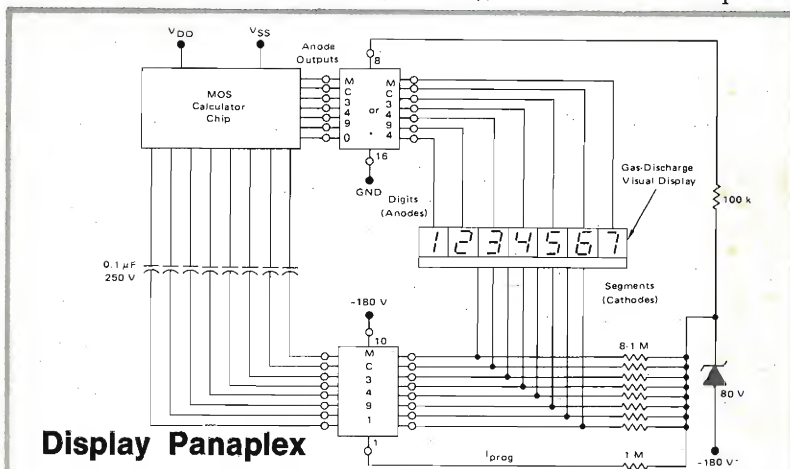 VDD
VSS
Anode
Outputs
8
MOS
Calculator
Chip
M
C
3
4
9
0
or
M
C
3
4
9
4
16
GND
Digits
(Anodes)
Gas-Discharge
Visual Display
100 k
1 2 3 4 5 6 7
0.1 µF
250 V
Segments
(Cathodes)
-180 V
10
M
C
3
4
9
1
8-1 M
80 V
1
Display Panaplex
Iprog
1 M
-180 V